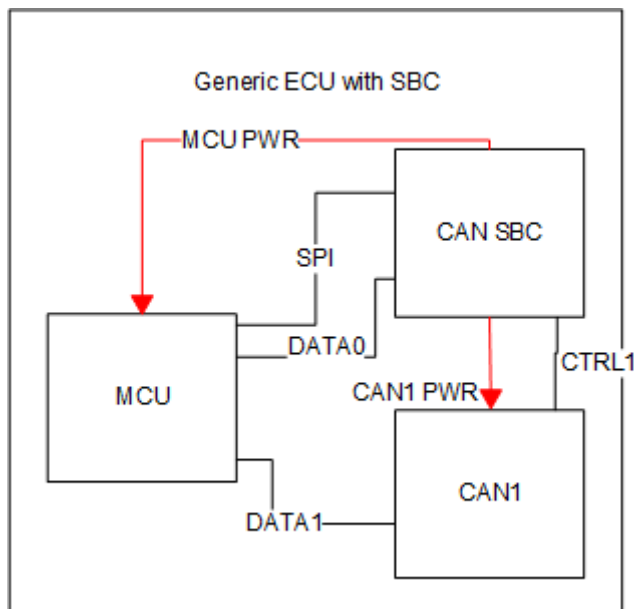 Generic ECU with SBC
MCU PWR
CAN SBC
SPI
DATA0
CTRL1
MCU
CAN1 PWR
CAN1
DATA1